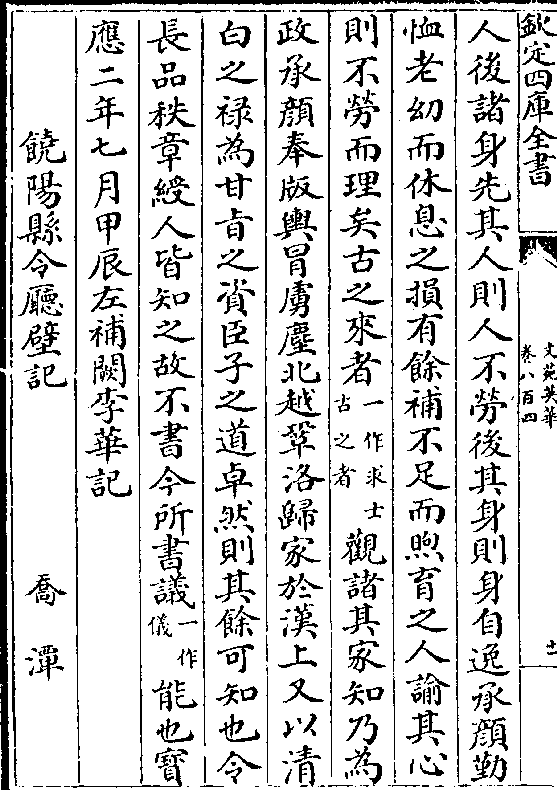 欽定四庫全書
文苑英華
卷八百四
十一
人後諸身先其人則人不勞後其身則身自逸承顔勤
恤老幼而休息之損有餘補不足而煦育之人諭其心
則不勞而理矣古之來者一作求士古之者觀諸其家知乃為
政承顔奉版輿冒虜塵北越鞏洛歸家於漢上又以清
白之禄為甘㫖之資臣子之道卓然則其餘可知也令
長品秩章綬人皆知之故不書今所書議一作儀能也寳
應二年七月甲辰左補闕李華記
饒陽縣令廳壁記 喬潭